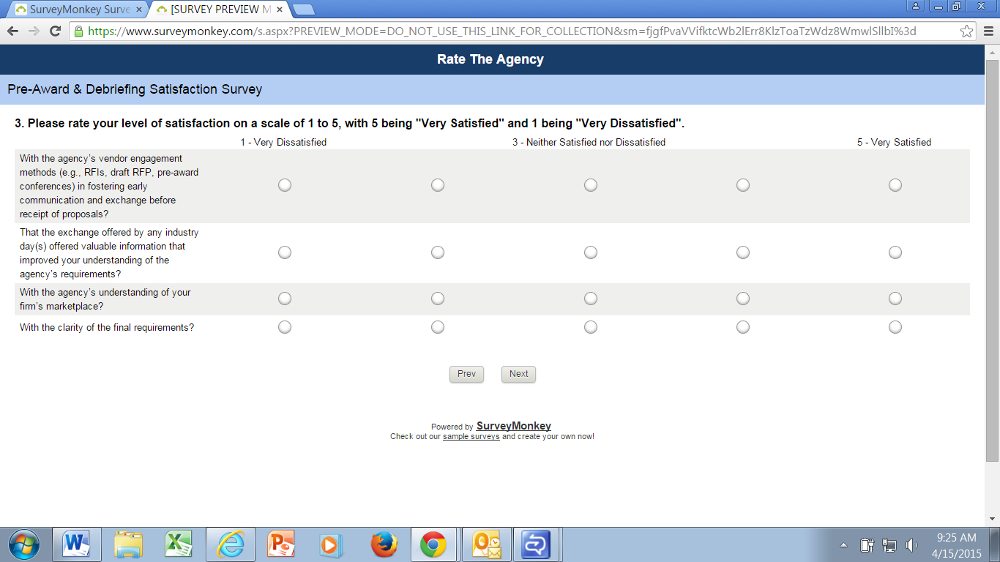 SurveyMonkey Surve
[SURVEY PREVIEW M
https://www.surveymonkey.com/s.aspx?PREVIEW_MODE=DO_NOT_USE_THIS_LINK_FOR_COLLECTION&sm=fjgfPvaVVifktcWb2lErr8KlzToaTzWdz8WmwlSllbI%3d
Rate The Agency
Pre-Award & Debriefing Satisfaction Survey
3. Please rate your level of satisfaction on a scale of 1 to 5, with 5 being "Very Satisfied" and 1 being "Very Dissatisfied".
1 - Very Dissatisfied 3 - Neither Satisfied nor Dissatisfied 5 - Very Satisfied
With the agency’s vendor engagement
methods (e.g., RFIs, draft RFP, pre-award
conferences) in fostering early
communication and exchange before
receipt of proposals?
That the exchange offered by any industry
day(s) offered valuable information that
improved your understanding of the
agency’s requirements?
With the agency’s understanding of your
firm’s marketplace?
With the clarity of the final requirements?
Prev Next
Powered by SurveyMonkey
Check out our sample surveys and create your own now!
9:25 AM
4/15/2015